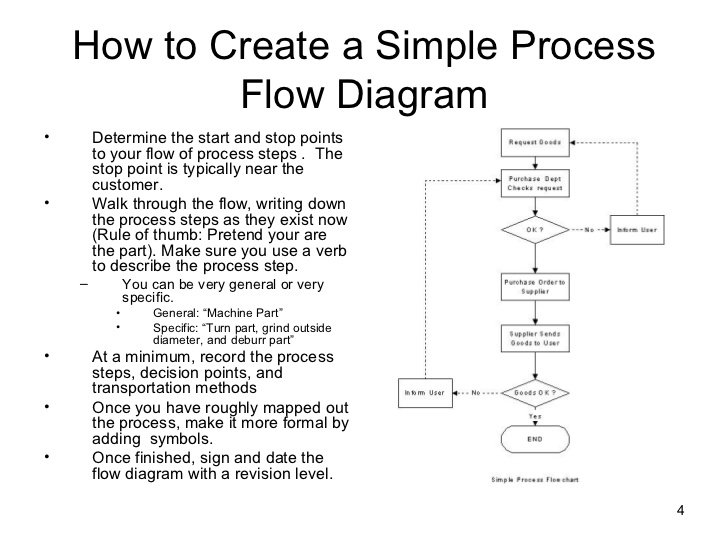 How to Create a Simple Process
Flow Diagram
• Determine the start and stop points
to your flow of process steps . The
stop point is typically near the
customer.
• Walk through the flow, writing down
the process steps as they exist now
(Rule of thumb: Pretend your are
the part). Make sure you use a verb
to describe the process step.
– You can be very general or very
specific.
• General: “Machine Part”
• Specific: “Turn part, grind outside
diameter, and deburr part”
• At a minimum, record the process
steps, decision points, and
transportation methods
• Once you have roughly mapped out
the process, make it more formal by
adding symbols.
• Once finished, sign and date the
flow diagram with a revision level.
Request Goods
Purchase Dept
Checks request
OK ?
No
Inform User
Purchase Order to
Supplier
Supplier Sends
Goods to User
Inform User
No
Goods OK ?
Yes
END
Simple Process Flowchart
4